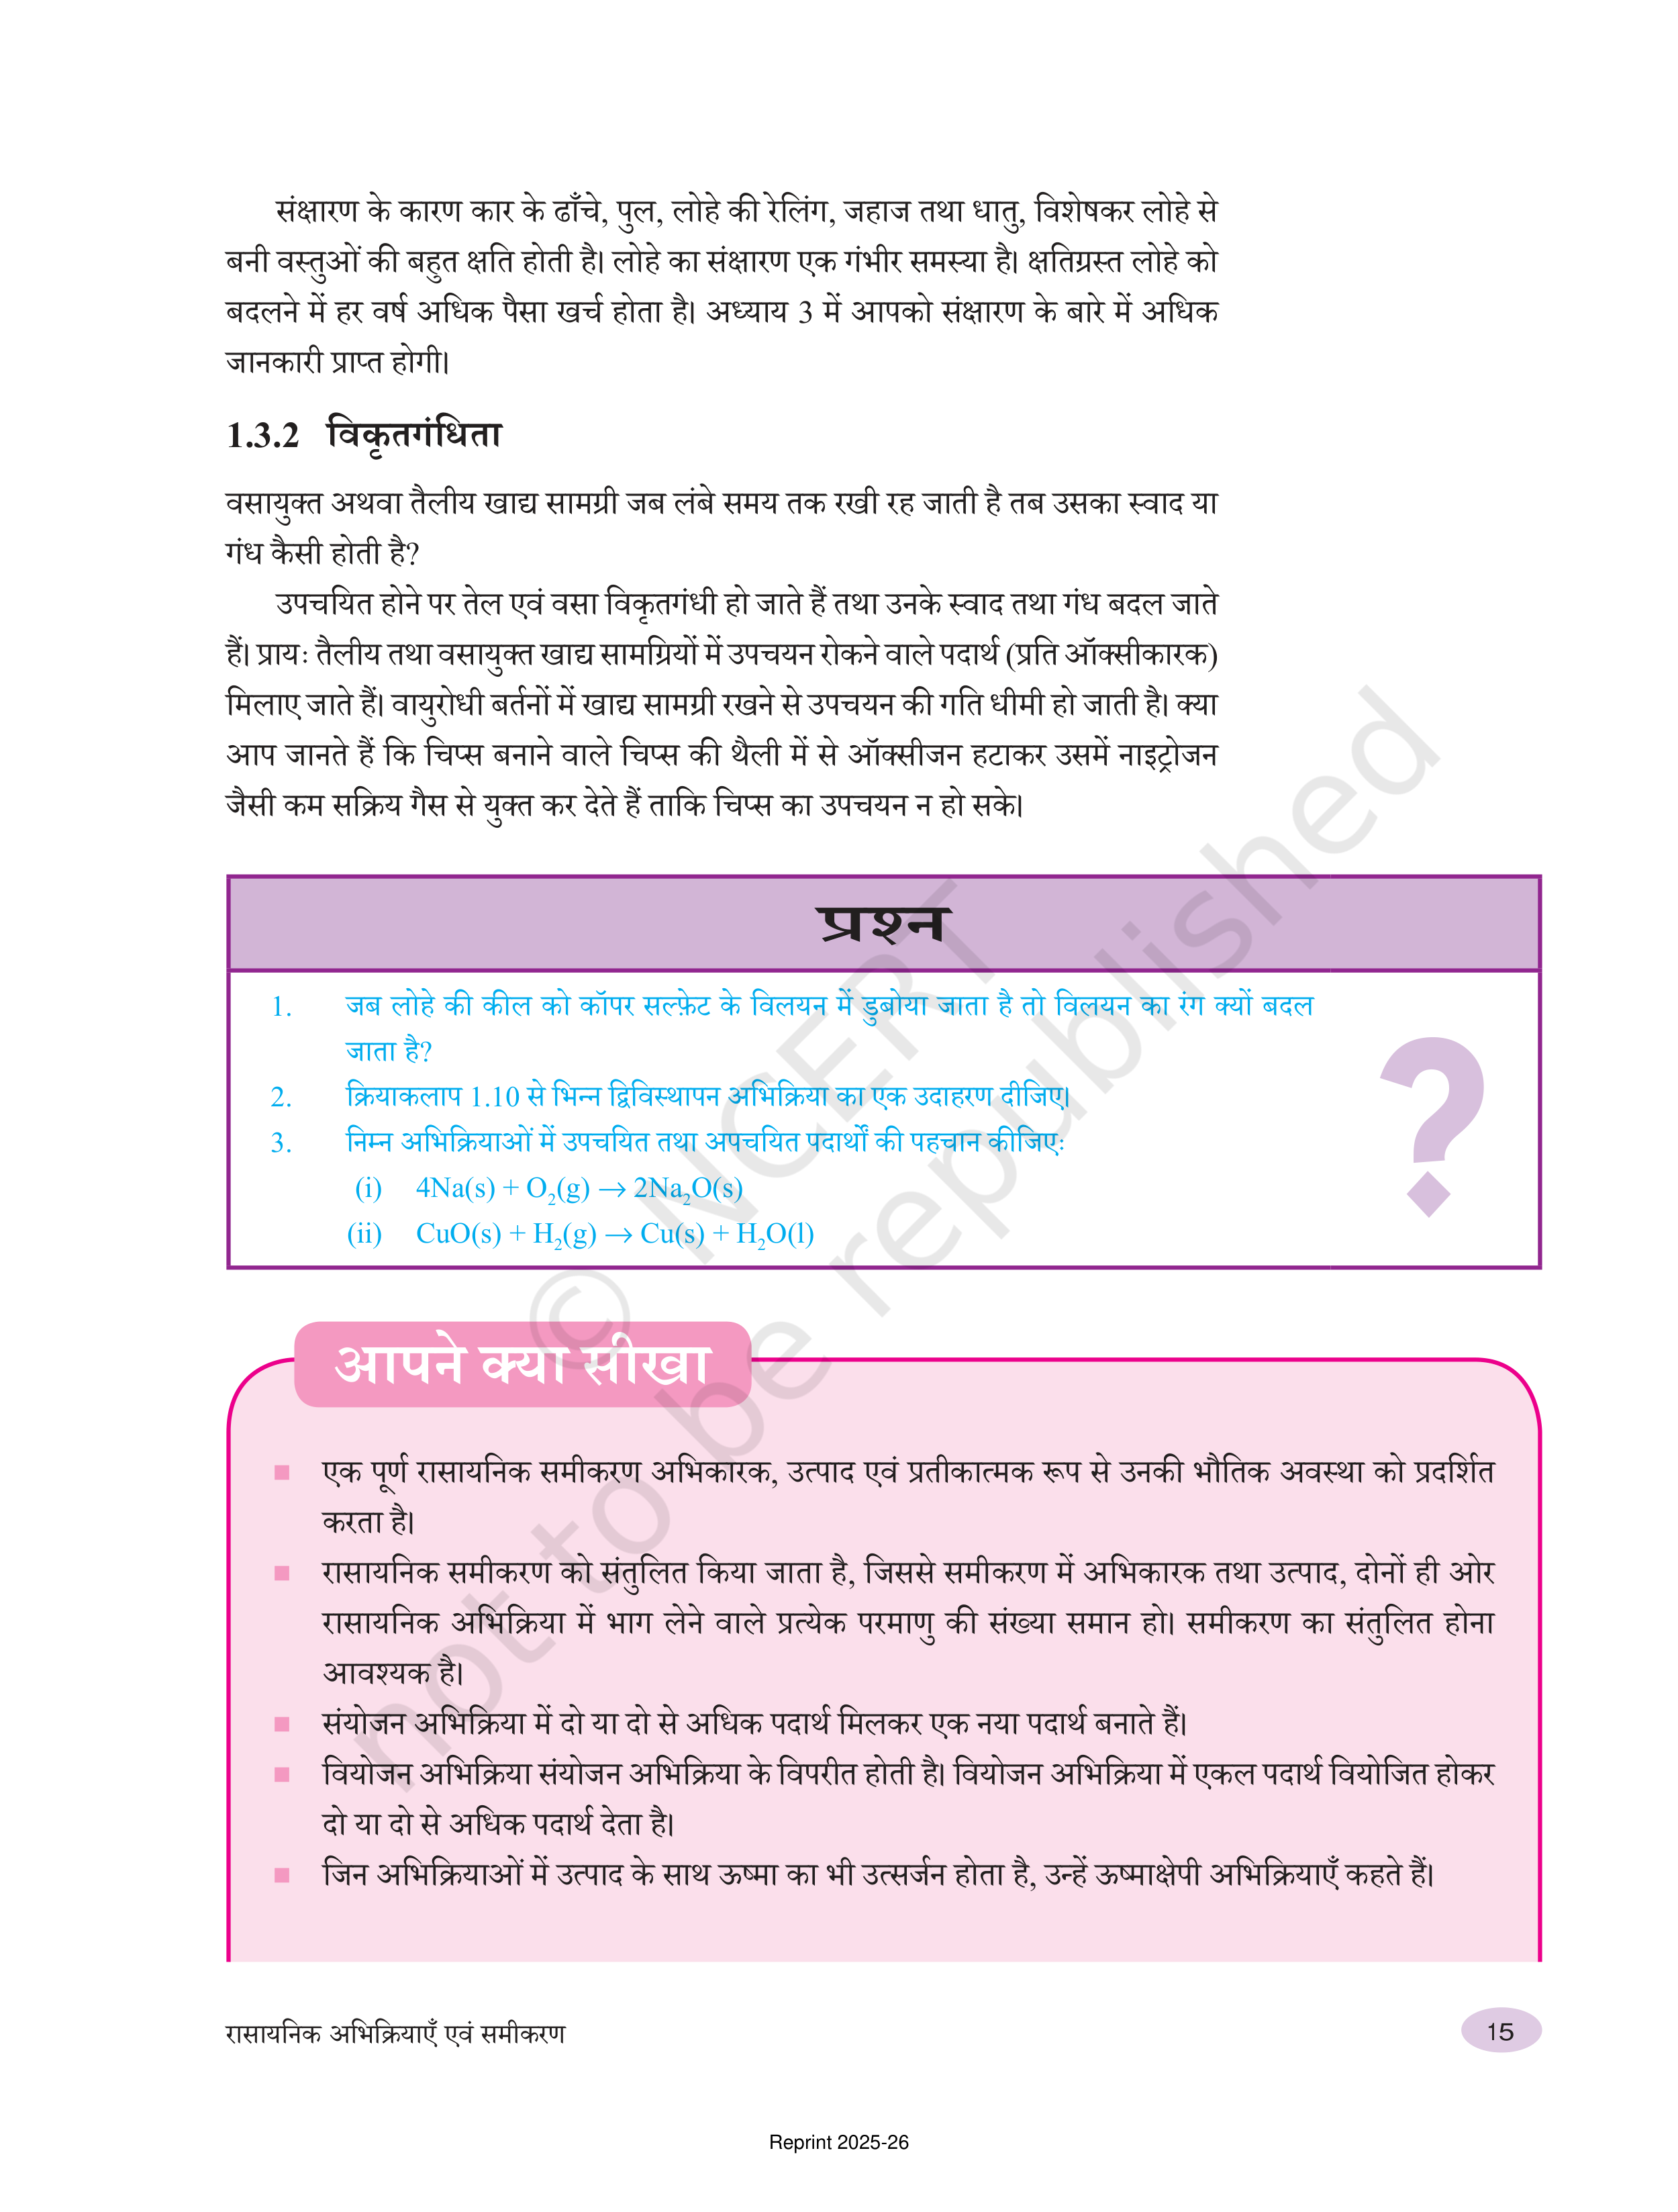 संक्षारण के कारण कार के ढाँचे, पुल, लोहे की रेलिंग, जहाज तथा धातु, विशेषकर लोहे से
बनी वस्तुओं की बहुत क्षति होती है। लोहे का संक्षारण एक गंभीर समस्या है। क्षतिग्रस्त लोहे को
बदलने में हर वर्ष अधिक पैसा खर्च होता है। अध्याय 3 में आपको संक्षारण के बारे में अधिक
जानकारी प्राप्त होगी।
1.3.2 विकृतगंधिता
वसायुक्त अथवा तैलीय खाद्य सामग्री जब लंबे समय तक रखी रह जाती है तब उसका स्वाद या
गंध कैसी होती है?
उपचयित होने पर तेल एवं वसा विकृतगंधी हो जाते हैं तथा उनके स्वाद तथा गंध बदल जाते
हैं। प्रायः तैलीय तथा वसायुक्त खाद्य सामग्रियों में उपचयन रोकने वाले पदार्थ (प्रति ऑक्सीकारक)
मिलाए जाते हैं। वायुरोधी बर्तनों में खाद्य सामग्री रखने से उपचयन की गति धीमी हो जाती है। क्या
आप जानते हैं कि चिप्स बनाने वाले चिप्स की थैली में से ऑक्सीजन हटाकर उसमें नाइट्रोजन
जैसी कम सक्रिय गैस से युक्त कर देते हैं ताकि चिप्स का उपचयन न हो सके।
प्रश्न
1. जब लोहे की कील को कॉपर सल्फ़ेट के विलयन में डुबोया जाता है तो विलयन का रंग क्यों बदल
जाता है?
2. क्रियाकलाप 1.10 से भिन्न द्विविस्थापन अभिक्रिया का एक उदाहरण दीजिए।
3. निम्न अभिक्रियाओं में उपचयित तथा अपचयित पदार्थों की पहचान कीजिएः
(i) 4Na(s) + O₂(g) → 2Na₂O(s)
(ii) CuO(s) + H₂(g) → Cu(s) + H₂O(l)
?
आपने क्या सीखा
■ एक पूर्ण रासायनिक समीकरण अभिकारक, उत्पाद एवं प्रतीकात्मक रूप से उनकी भौतिक अवस्था को प्रदर्शित
करता है।
■ रासायनिक समीकरण को संतुलित किया जाता है, जिससे समीकरण में अभिकारक तथा उत्पाद, दोनों ही ओर
रासायनिक अभिक्रिया में भाग लेने वाले प्रत्येक परमाणु की संख्या समान हो। समीकरण का संतुलित होना
आवश्यक है।
■ संयोजन अभिक्रिया में दो या दो से अधिक पदार्थ मिलकर एक नया पदार्थ बनाते हैं।
■ वियोजन अभिक्रिया संयोजन अभिक्रिया के विपरीत होती है। वियोजन अभिक्रिया में एकल पदार्थ वियोजित होकर
दो या दो से अधिक पदार्थ देता है।
■ जिन अभिक्रियाओं में उत्पाद के साथ ऊष्मा का भी उत्सर्जन होता है, उन्हें ऊष्माक्षेपी अभिक्रियाएँ कहते हैं।
© NCERT
not to be republished
रासायनिक अभिक्रियाएँ एवं समीकरण
15
Reprint 2025-26